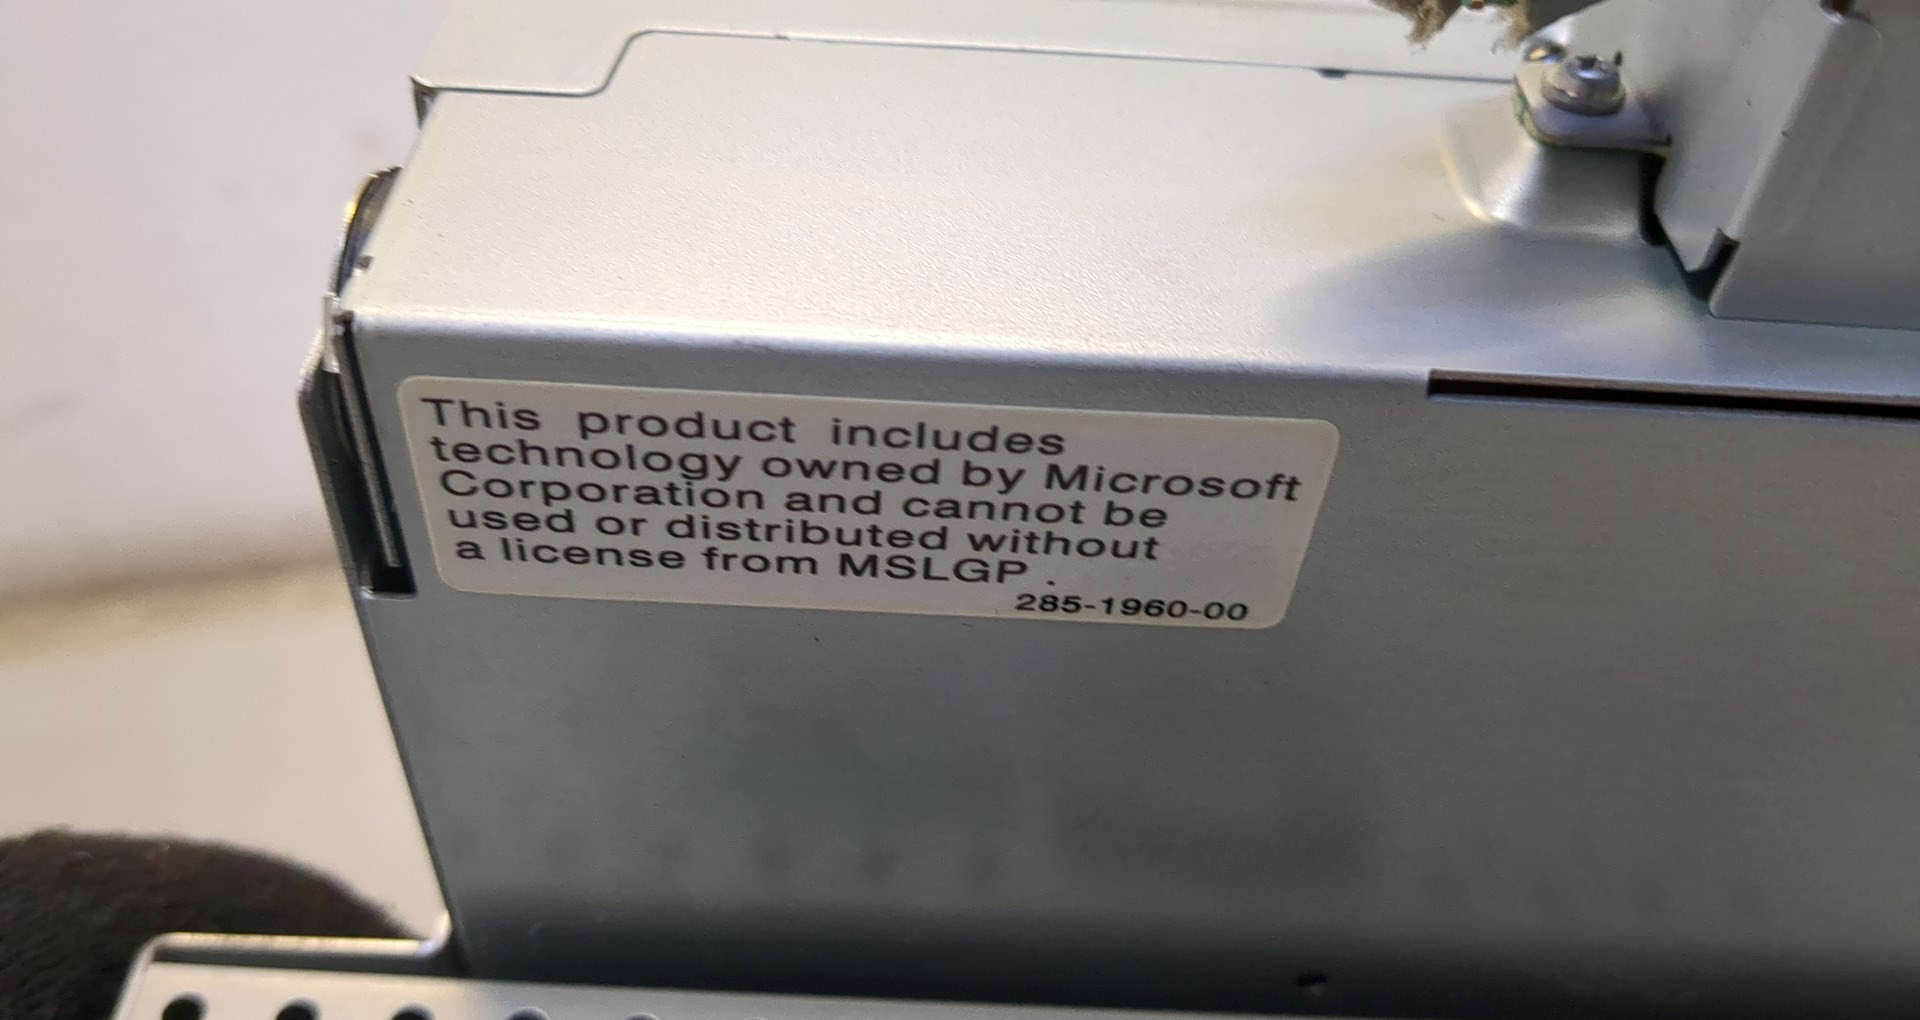 This product includes
technology owned by Microsoft
Corporation and cannot be
used or distributed without
a license from MSLGP.
285-1960-00